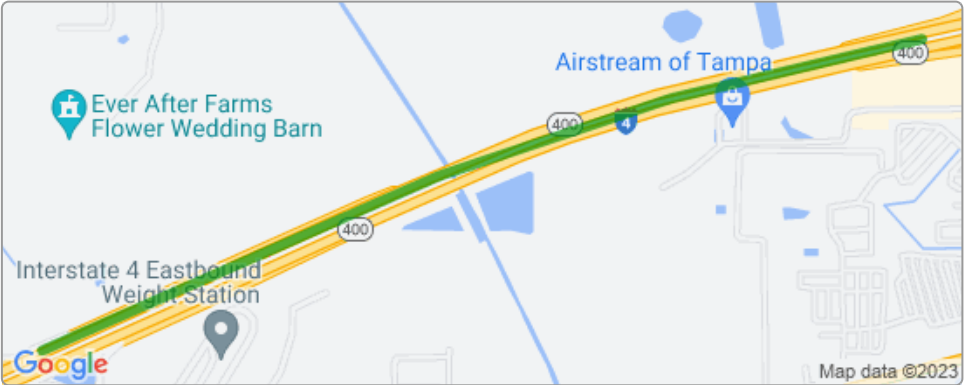 400
Airstream of Tampa
Ever After Farms
Flower Wedding Barn
400
4
400
Interstate 4 Eastbound
Weight Station
Google
Map data ©2023